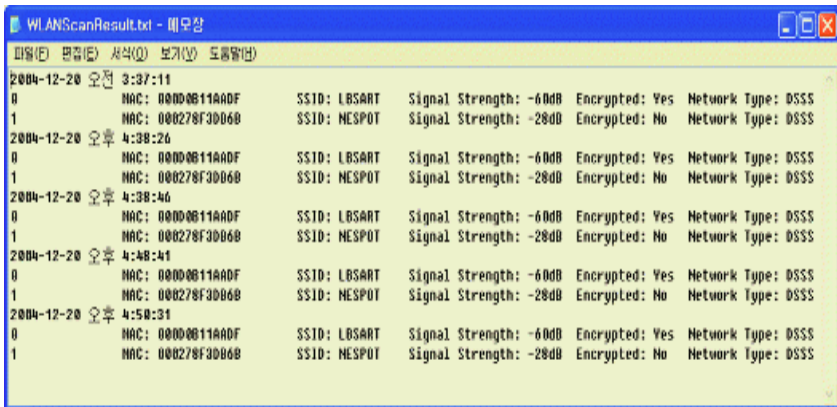 WLANScanResult.txt - 메모장
파일(F) 편집(E) 서식(O) 보기(V) 도움말(H)
2004-12-20 오전 3:37:11
0 MAC: 000D0B11AADF SSID: LBSART Signal Strength: -60dB Encrypted: Yes Network Type: DSSS
1 MAC: 000278F3DD6B SSID: NESPOT Signal Strength: -28dB Encrypted: No Network Type: DSSS
2004-12-20 오후 4:38:26
0 MAC: 000D0B11AADF SSID: LBSART Signal Strength: -60dB Encrypted: Yes Network Type: DSSS
1 MAC: 000278F3DD6B SSID: NESPOT Signal Strength: -28dB Encrypted: No Network Type: DSSS
2004-12-20 오후 4:38:46
0 MAC: 000D0B11AADF SSID: LBSART Signal Strength: -60dB Encrypted: Yes Network Type: DSSS
1 MAC: 000278F3DD6B SSID: NESPOT Signal Strength: -28dB Encrypted: No Network Type: DSSS
2004-12-20 오후 4:48:41
0 MAC: 000D0B11AADF SSID: LBSART Signal Strength: -60dB Encrypted: Yes Network Type: DSSS
1 MAC: 000278F3DD6B SSID: NESPOT Signal Strength: -28dB Encrypted: No Network Type: DSSS
2004-12-20 오후 4:50:31
0 MAC: 000D0B11AADF SSID: LBSART Signal Strength: -60dB Encrypted: Yes Network Type: DSSS
1 MAC: 000278F3DD6B SSID: NESPOT Signal Strength: -28dB Encrypted: No Network Type: DSSS